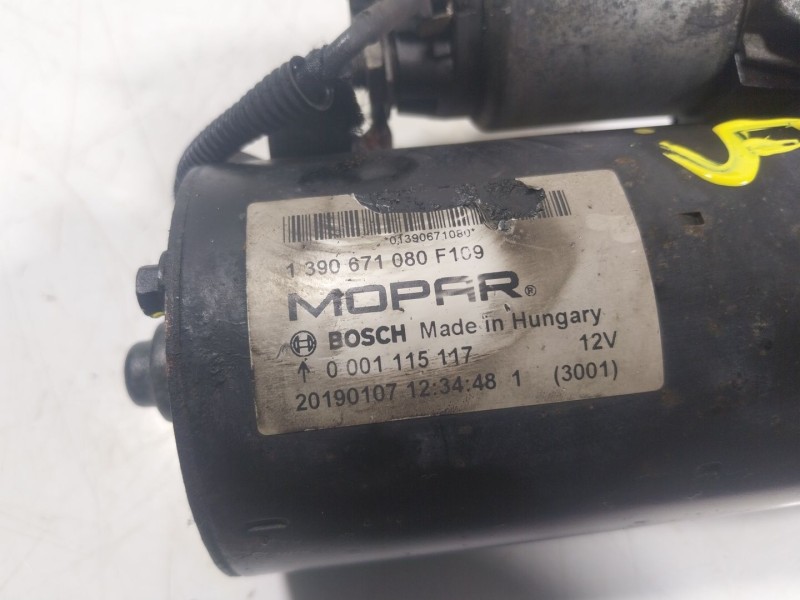 *01390671080*
1 390 671 080 F109
MOPAR®
BOSCH Made in Hungary
↑ 0 001 115 117 12V
20190107 12:34:48 1 (3001)